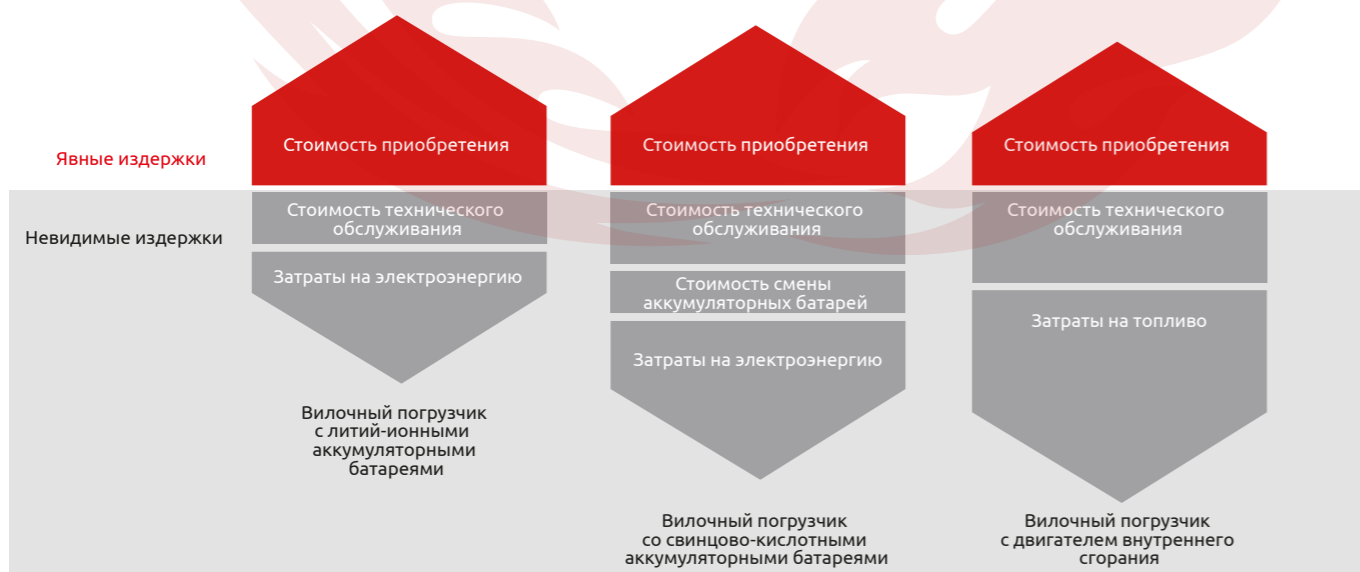 Явные издержки
Невидимые издержки
Стоимость приобретения
Стоимость технического
обслуживания
Затраты на электроэнергию
Вилочный погрузчик
с литий-ионными
аккумуляторными
батареями
Стоимость приобретения
Стоимость технического
обслуживания
Стоимость смены
аккумуляторных батарей
Затраты на электроэнергию
Вилочный погрузчик
со свинцово-кислотными
аккумуляторными батареями
Стоимость приобретения
Стоимость технического
обслуживания
Затраты на топливо
Вилочный погрузчик
с двигателем внутреннего
сгорания